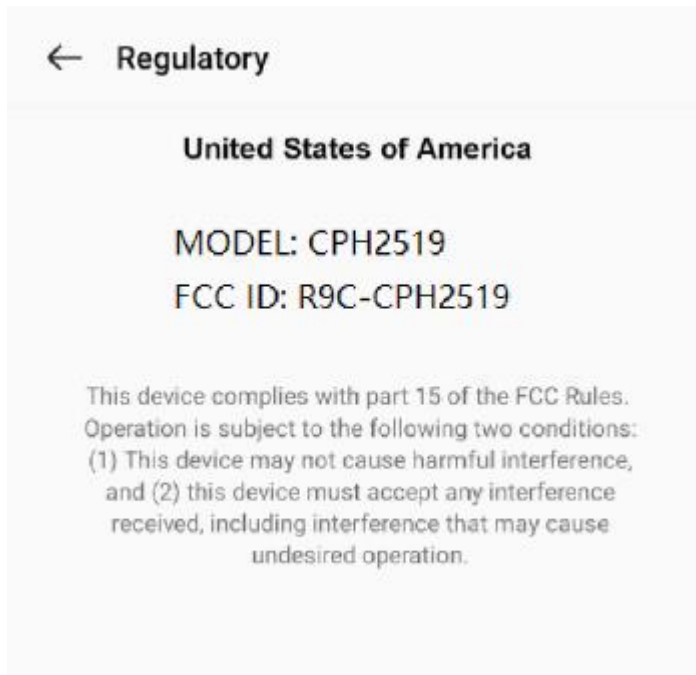 ← Regulatory
United States of America
MODEL: CPH2519
FCC ID: R9C-CPH2519
This device complies with part 15 of the FCC Rules.
Operation is subject to the following two conditions:
(1) This device may not cause harmful interference,
and (2) this device must accept any interference
received, including interference that may cause
undesired operation.